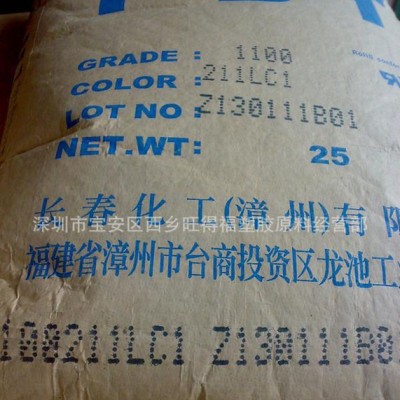 GRADE: 1100
COLOR: 211LC1
LOT NO: Z130111B01
NET.WT: 25
长春化工(漳州)有限
深圳市宝安区西乡旺得福塑胶原料经营部
福建省漳州市台商投资区龙池工
100211LC1 Z130111B01